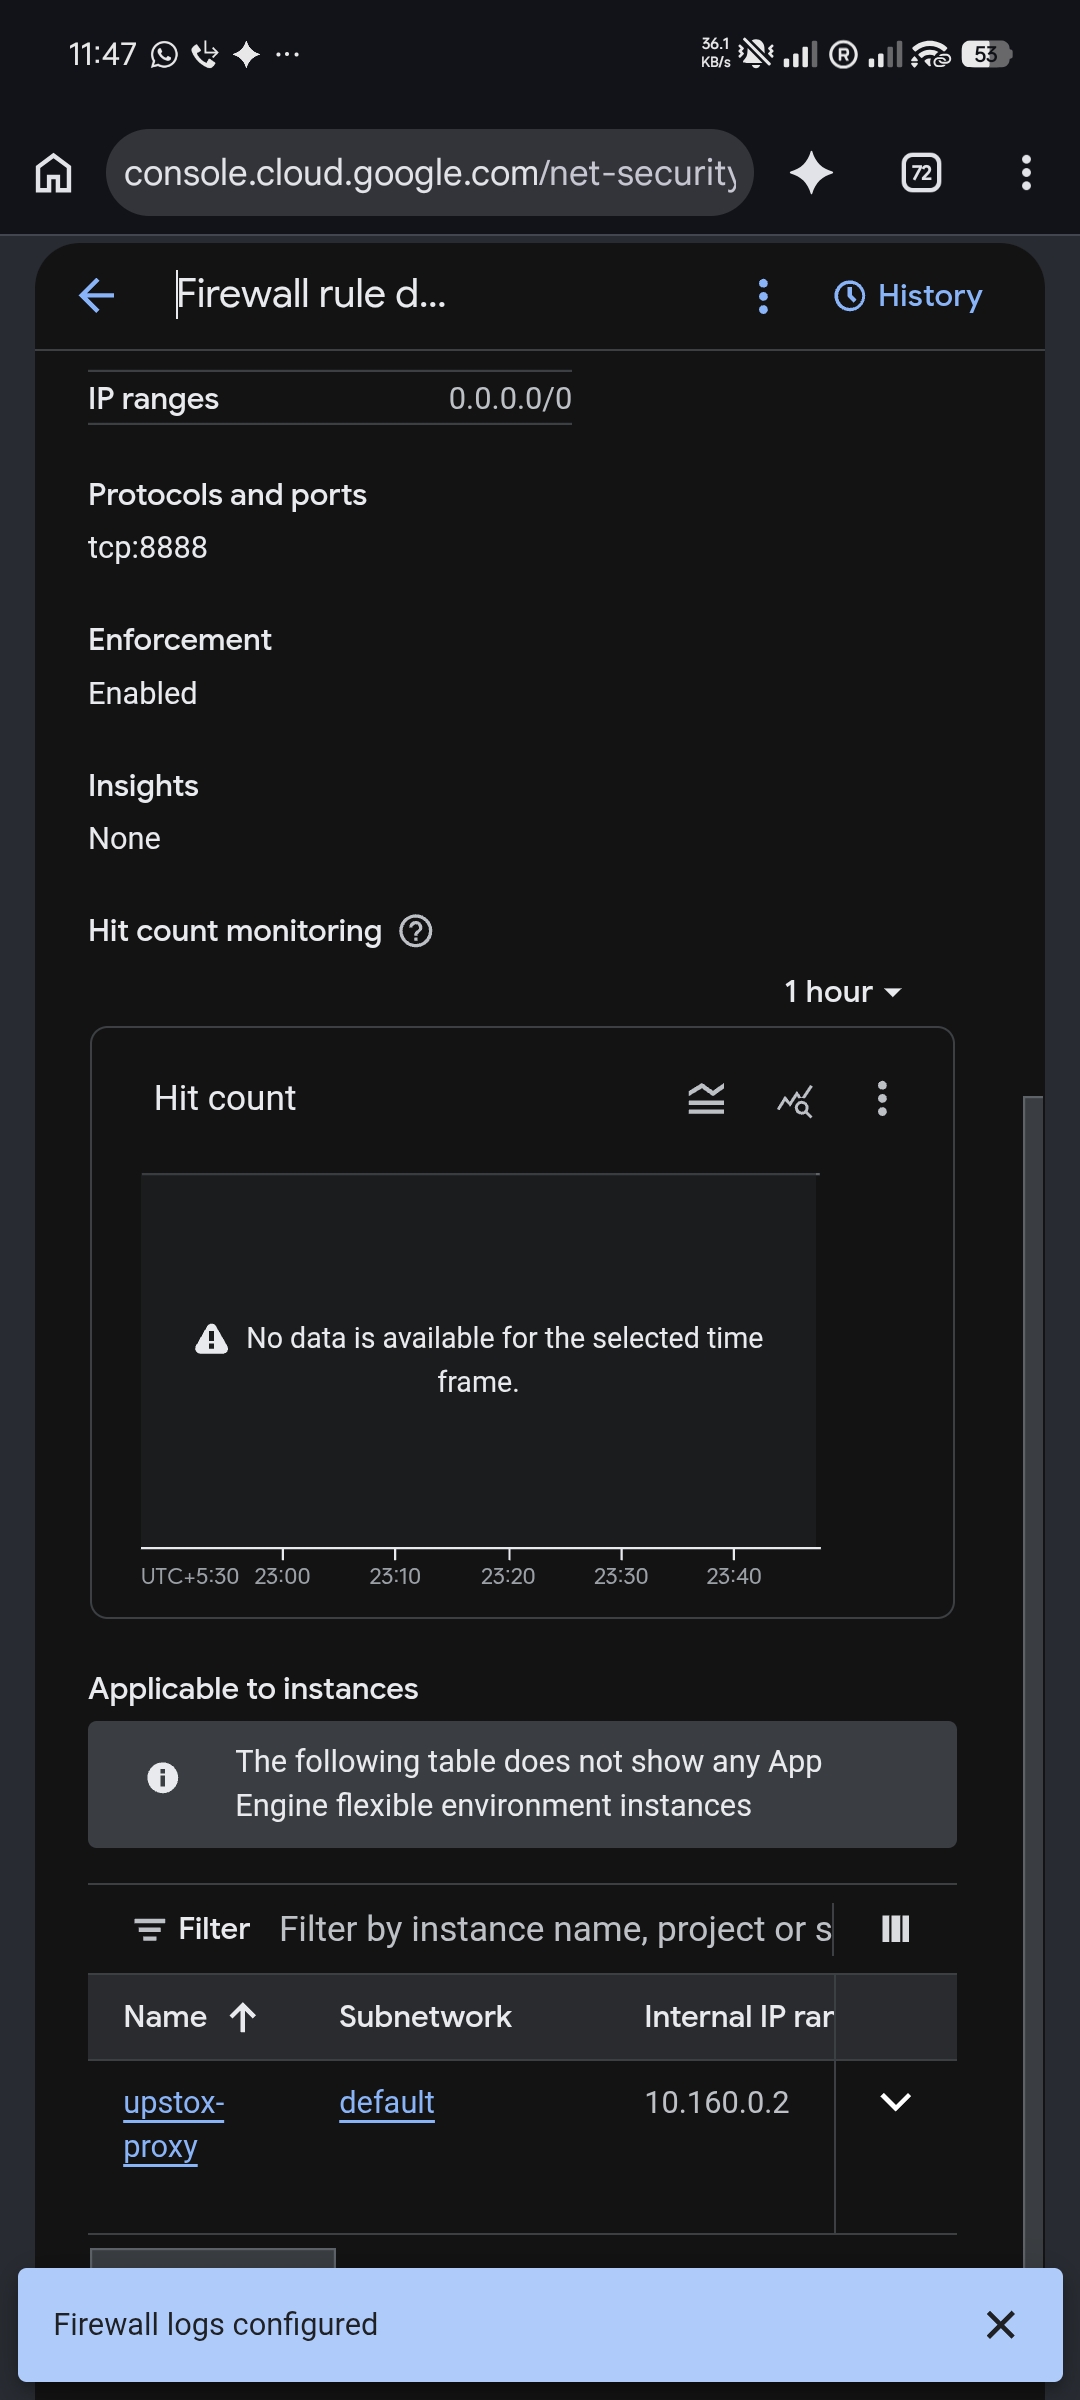 11:47
36.1
KB/s
R
53
console.cloud.google.com/net-security
72
Firewall rule d...
History
IP ranges 0.0.0.0/0
Protocols and ports
tcp:8888
Enforcement
Enabled
Insights
None
Hit count monitoring
1 hour
Hit count
No data is available for the selected time
frame.
UTC+5:30 23:00 23:10 23:20 23:30 23:40
Applicable to instances
The following table does not show any App
Engine flexible environment instances
Filter Filter by instance name, project or s
Name Subnetwork Internal IP ran
upstox- default 10.160.0.2
proxy
Firewall logs configured